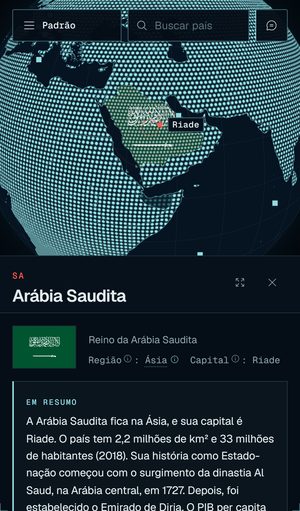 Padrão
Buscar país
Riade
SA
Arábia Saudita
Reino da Arábia Saudita
Região ⓘ : Ásia ⓘ Capital ⓘ : Riade
EM RESUMO
A Arábia Saudita fica na Ásia, e sua capital é
Riade. O país tem 2,2 milhões de km² e 33 milhões
de habitantes (2018). Sua história como Estado-
nação começou com o surgimento da dinastia Al
Saud, na Arábia central, em 1727. Depois, foi
estabelecido o Emirado de Diria. O PIB per capita